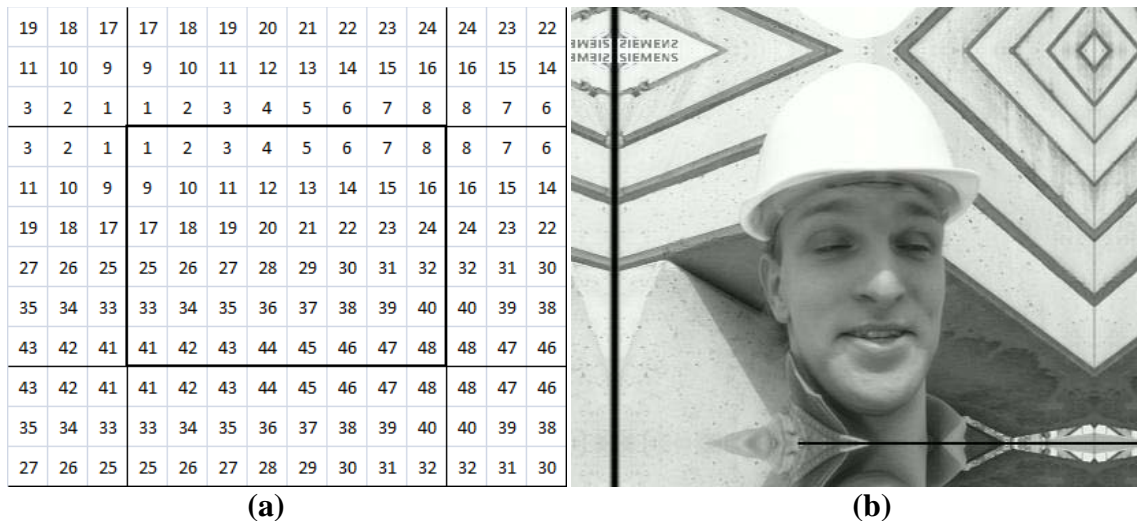 19 18 17 17 18 19 20 21 22 23 24 24 23 22
11 10 9 9 10 11 12 13 14 15 16 16 15 14
3 2 1 1 2 3 4 5 6 7 8 8 7 6
3 2 1 1 2 3 4 5 6 7 8 8 7 6
11 10 9 9 10 11 12 13 14 15 16 16 15 14
19 18 17 17 18 19 20 21 22 23 24 24 23 22
27 26 25 25 26 27 28 29 30 31 32 32 31 30
35 34 33 33 34 35 36 37 38 39 40 40 39 38
43 42 41 41 42 43 44 45 46 47 48 48 47 46
43 42 41 41 42 43 44 45 46 47 48 48 47 46
35 34 33 33 34 35 36 37 38 39 40 40 39 38
27 26 25 25 26 27 28 29 30 31 32 32 31 30
(a)
SIEMENS
SIEMENS
(b)